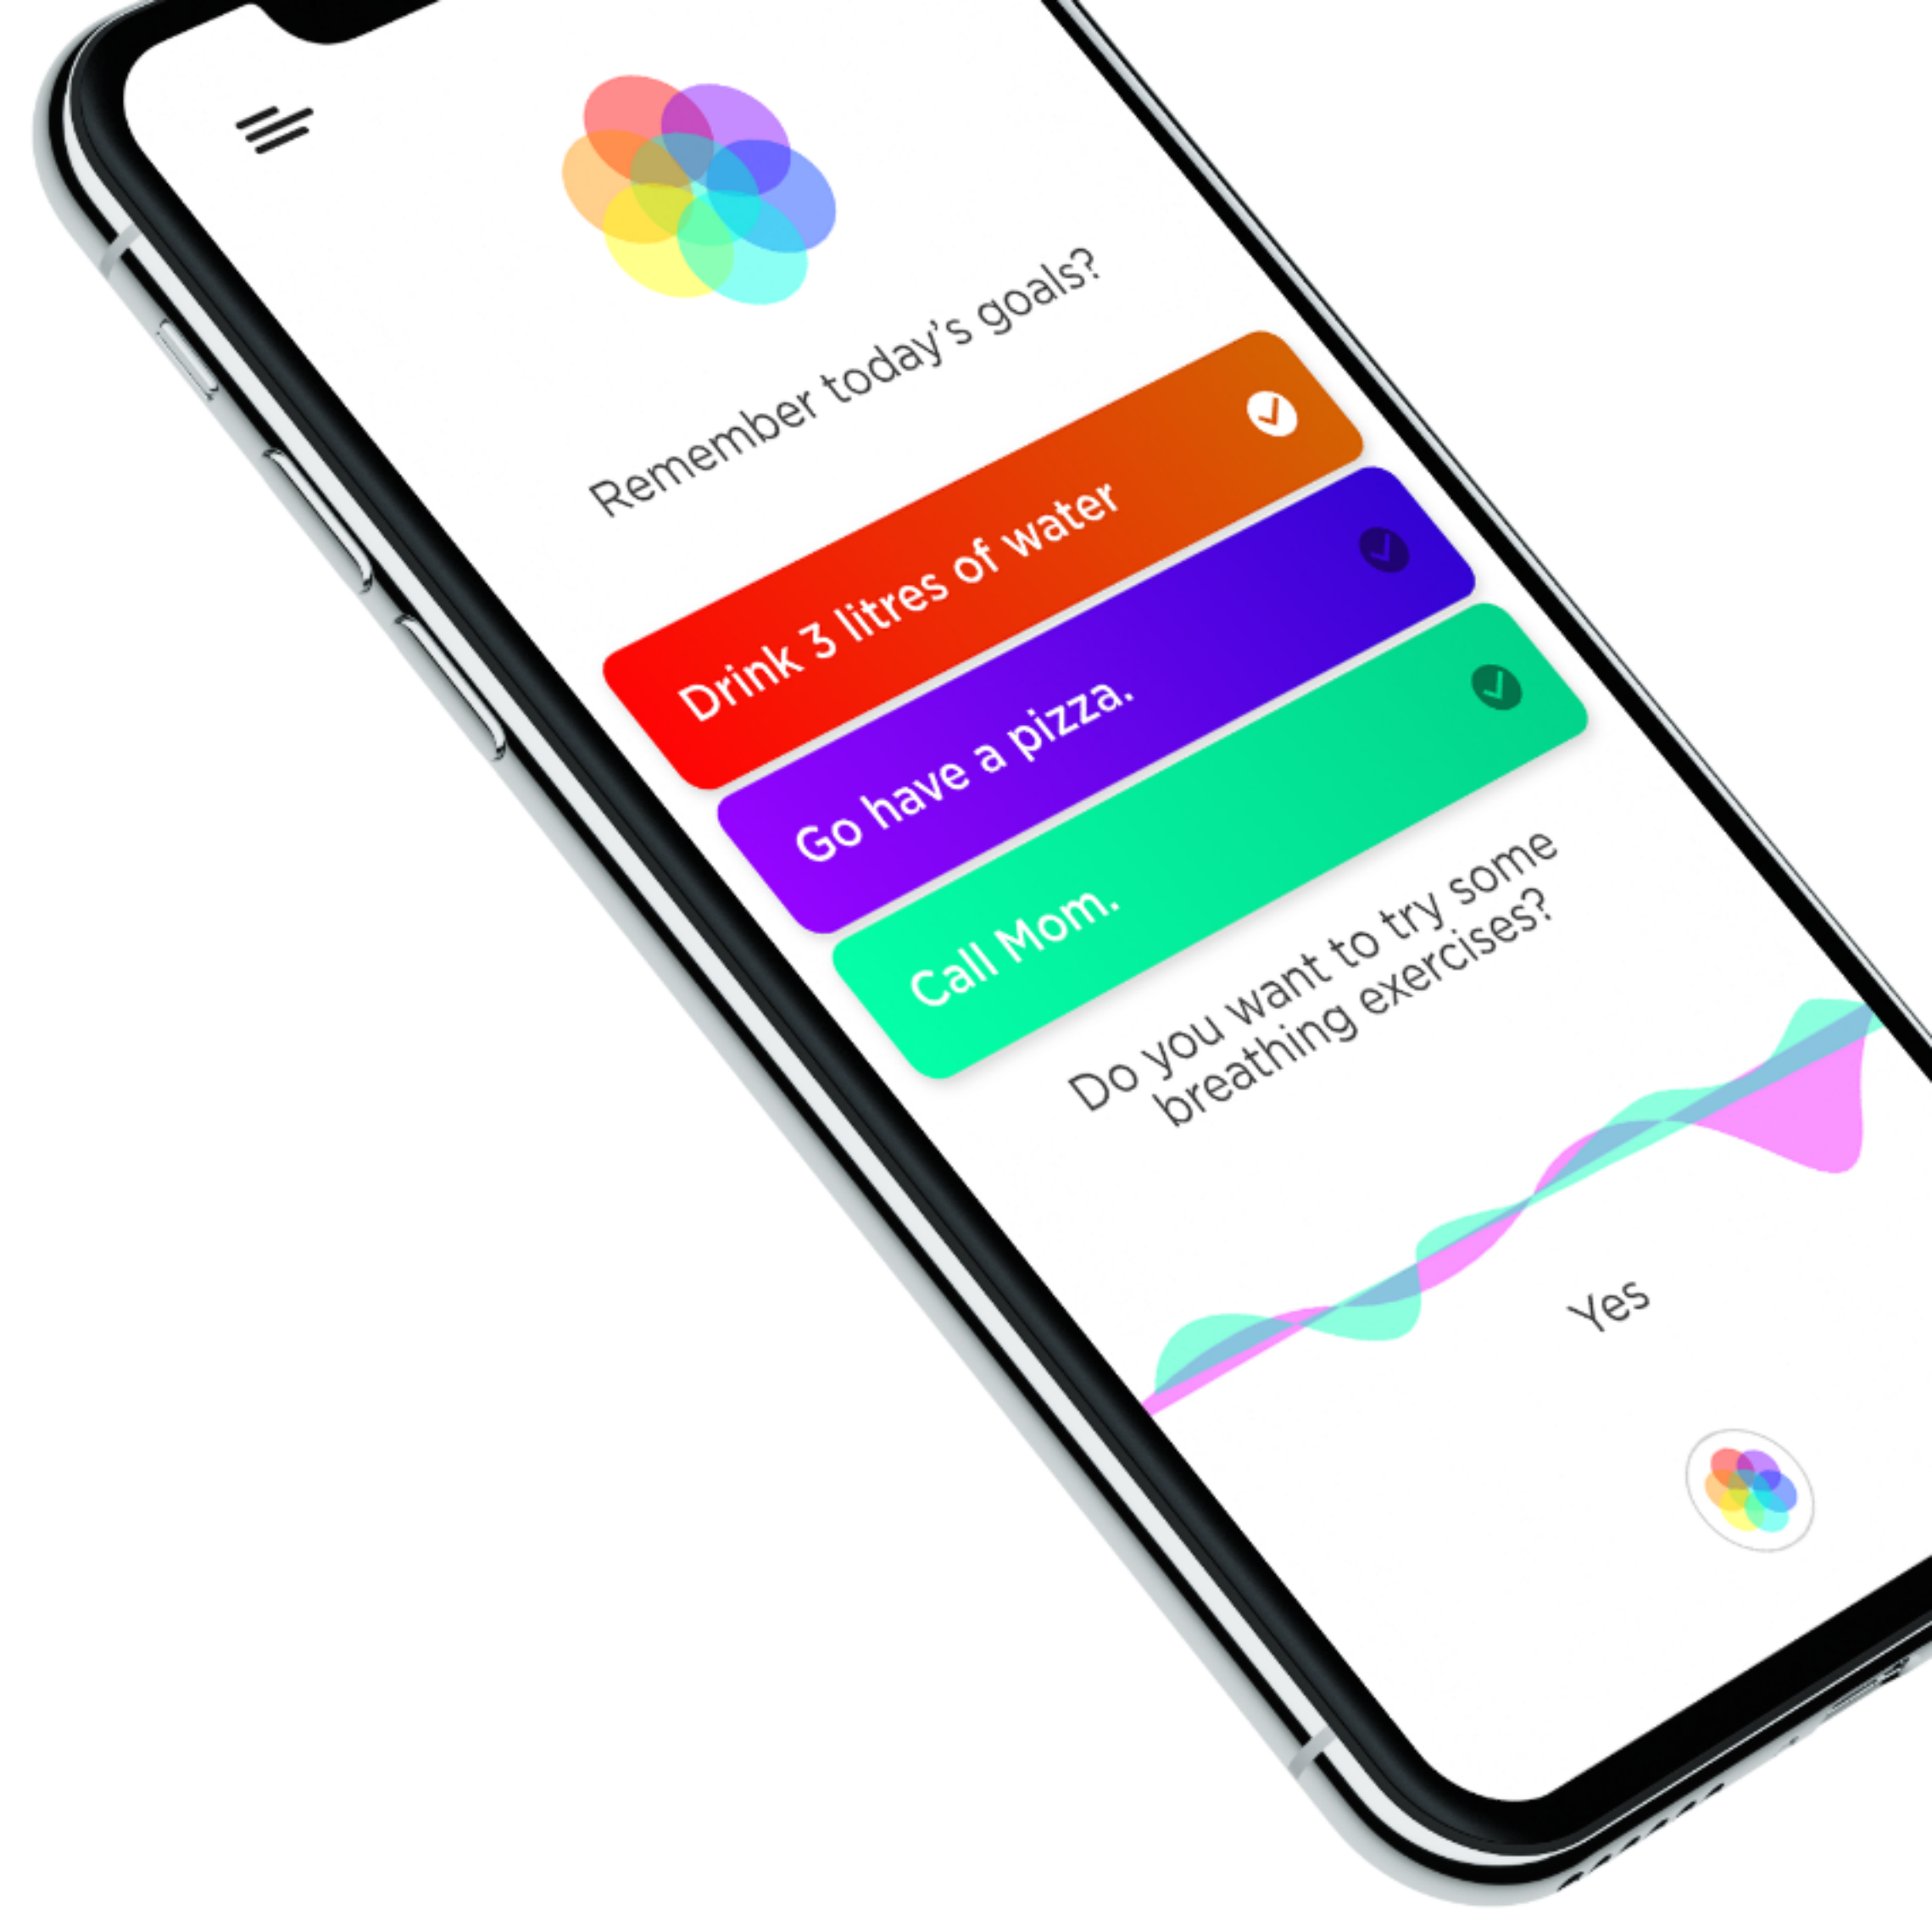 Remember today's goals?
Drink 3 litres of water
Go have a pizza.
Call Mom.
Do you want to try some
breathing exercises?
Yes